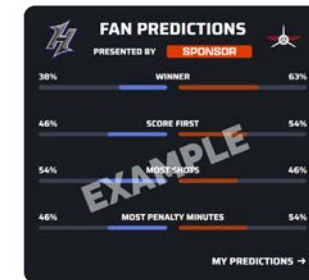 FAN PREDICTIONS
PRESENTED BY SPONSOR
38% WINNER 63%
46% SCORE FIRST 54%
54% MOST SHOTS 46%
EXAMPLE
46% MOST PENALTY MINUTES 54%
MY PREDICTIONS →